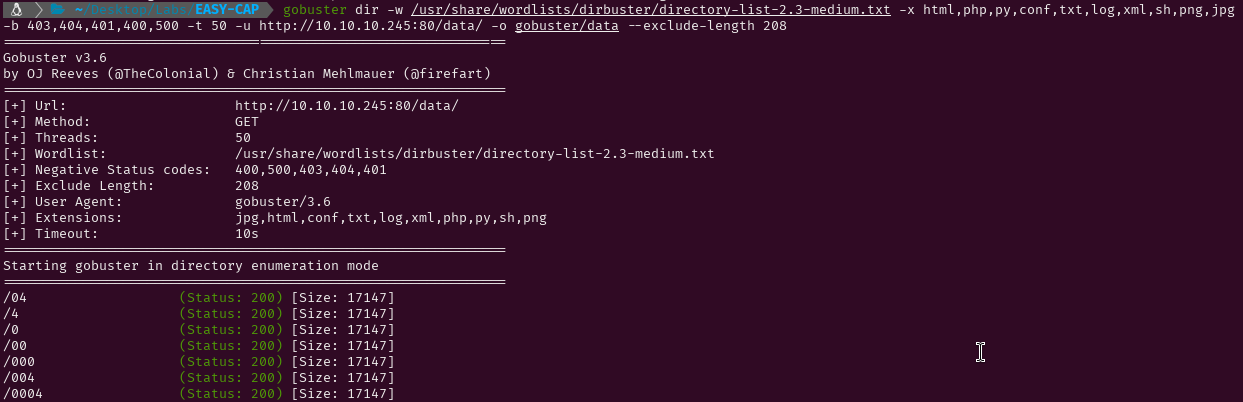 ~/Desktop/Labs/EASY-CAP gobuster dir -w /usr/share/wordlists/dirbuster/directory-list-2.3-medium.txt -x html,php,py,conf,txt,log,xml,sh,png,jpg
-b 403,404,401,400,500 -t 50 -u http://10.10.10.245:80/data/ -o gobuster/data --exclude-length 208
===============================================================
Gobuster v3.6
by OJ Reeves (@TheColonial) & Christian Mehlmauer (@firefart)
===============================================================
[+] Url:                     http://10.10.10.245:80/data/
[+] Method:                  GET
[+] Threads:                 50
[+] Wordlist:                /usr/share/wordlists/dirbuster/directory-list-2.3-medium.txt
[+] Negative Status codes:   400,500,403,404,401
[+] Exclude Length:          208
[+] User Agent:              gobuster/3.6
[+] Extensions:              jpg,html,conf,txt,log,xml,php,py,sh,png
[+] Timeout:                 10s
===============================================================
Starting gobuster in directory enumeration mode
===============================================================
/04                   (Status: 200) [Size: 17147]
/4                    (Status: 200) [Size: 17147]
/0                    (Status: 200) [Size: 17147]
/00                   (Status: 200) [Size: 17147]
/000                  (Status: 200) [Size: 17147]
/004                  (Status: 200) [Size: 17147]
/0004                 (Status: 200) [Size: 17147]